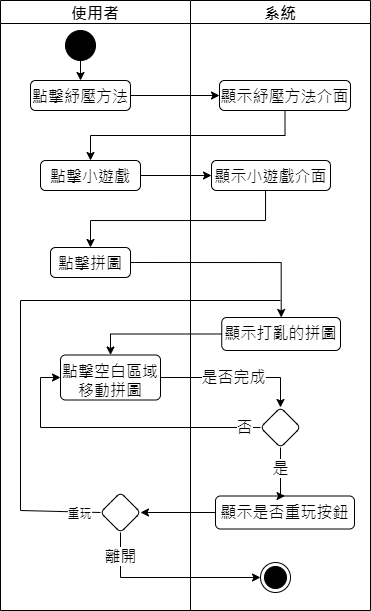 使用者
系統
點擊紓壓方法
顯示紓壓方法介面
點擊小遊戲
顯示小遊戲介面
點擊拼圖
顯示打亂的拼圖
點擊空白區域
移動拼圖
是否完成
否
是
顯示是否重玩按鈕
重玩
離開